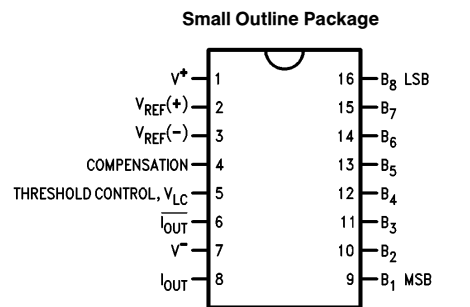 Small Outline Package
V+ 1 16 B8 LSB
VREF(+) 2 15 B7
VREF(−) 3 14 B6
COMPENSATION 4 13 B5
THRESHOLD CONTROL, VLC 5 12 B4
I̅O̅U̅T̅ 6 11 B3
V− 7 10 B2
IOUT 8 9 B1 MSB